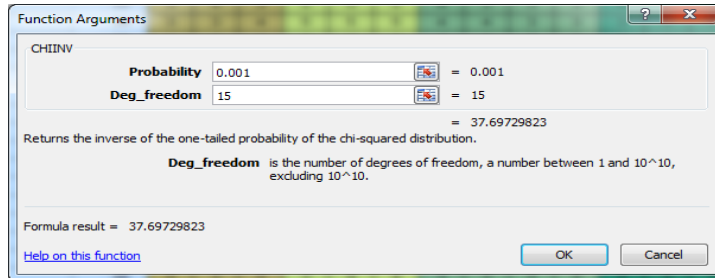 Function Arguments
CHIINV
Probability 0.001 = 0.001
Deg_freedom 15 = 15
= 37.69729823
Returns the inverse of the one-tailed probability of the chi-squared distribution.
Deg_freedom is the number of degrees of freedom, a number between 1 and 10^10,
excluding 10^10.
Formula result = 37.69729823
Help on this function OK Cancel